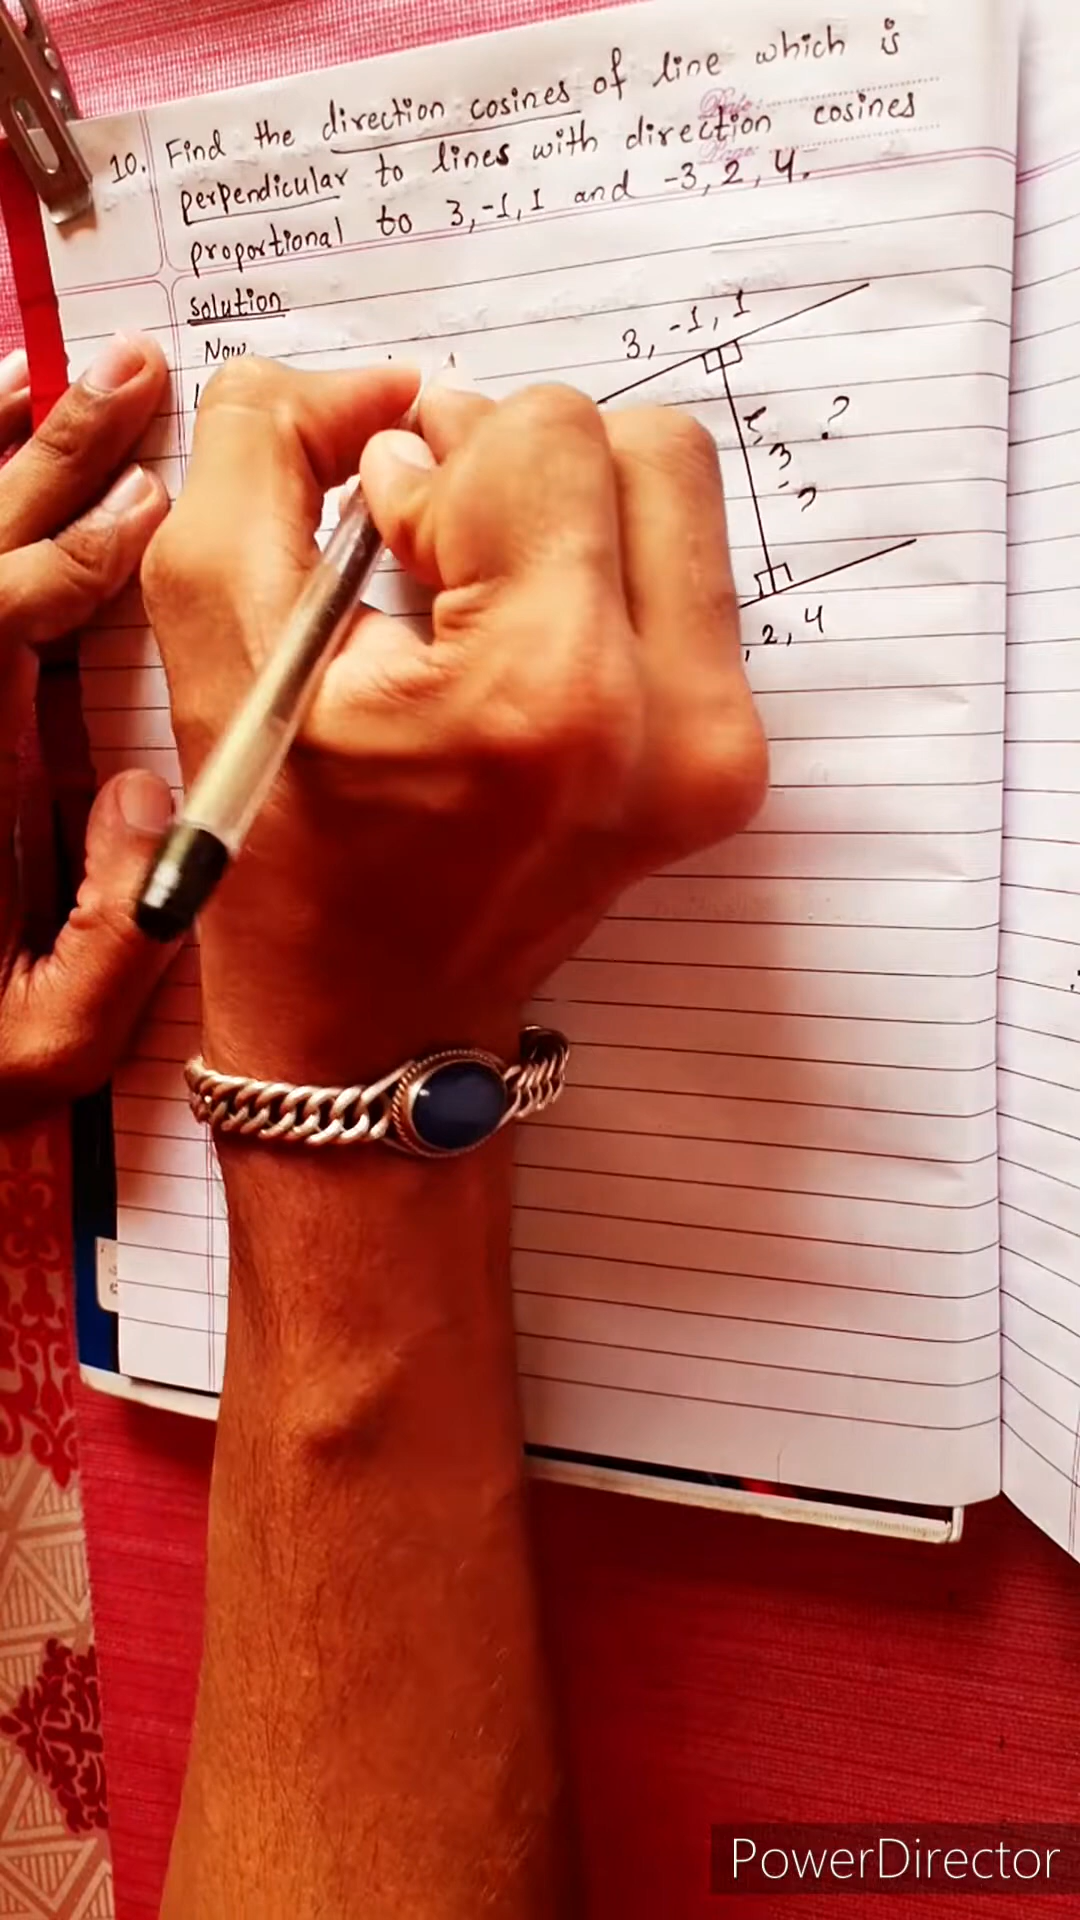 10. Find the direction cosines of line which is
perpendicular to lines with direction cosines
proportional to 3,-1,1 and -3,2,4.
Solution
Now,
3, -1, 1
l, ?
, 2, 4
PowerDirector